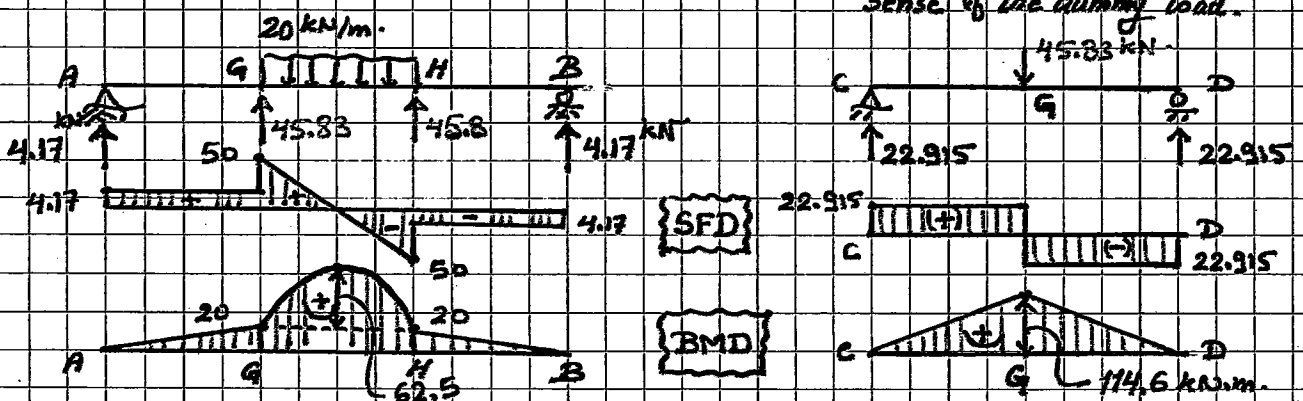 sense of the dummy load.
20 kN/m.
45.83 kN.
A G H B
C G D
kN
45.83 45.8
4.17 4.17 kN
22.915 22.915
50
4.17 + + - - 4.17
SFD
22.915 (+) (-) D
C 22.915
50
20 + 20
BMD
+
A G H B
C G D
62.5
114.6 kN.m.